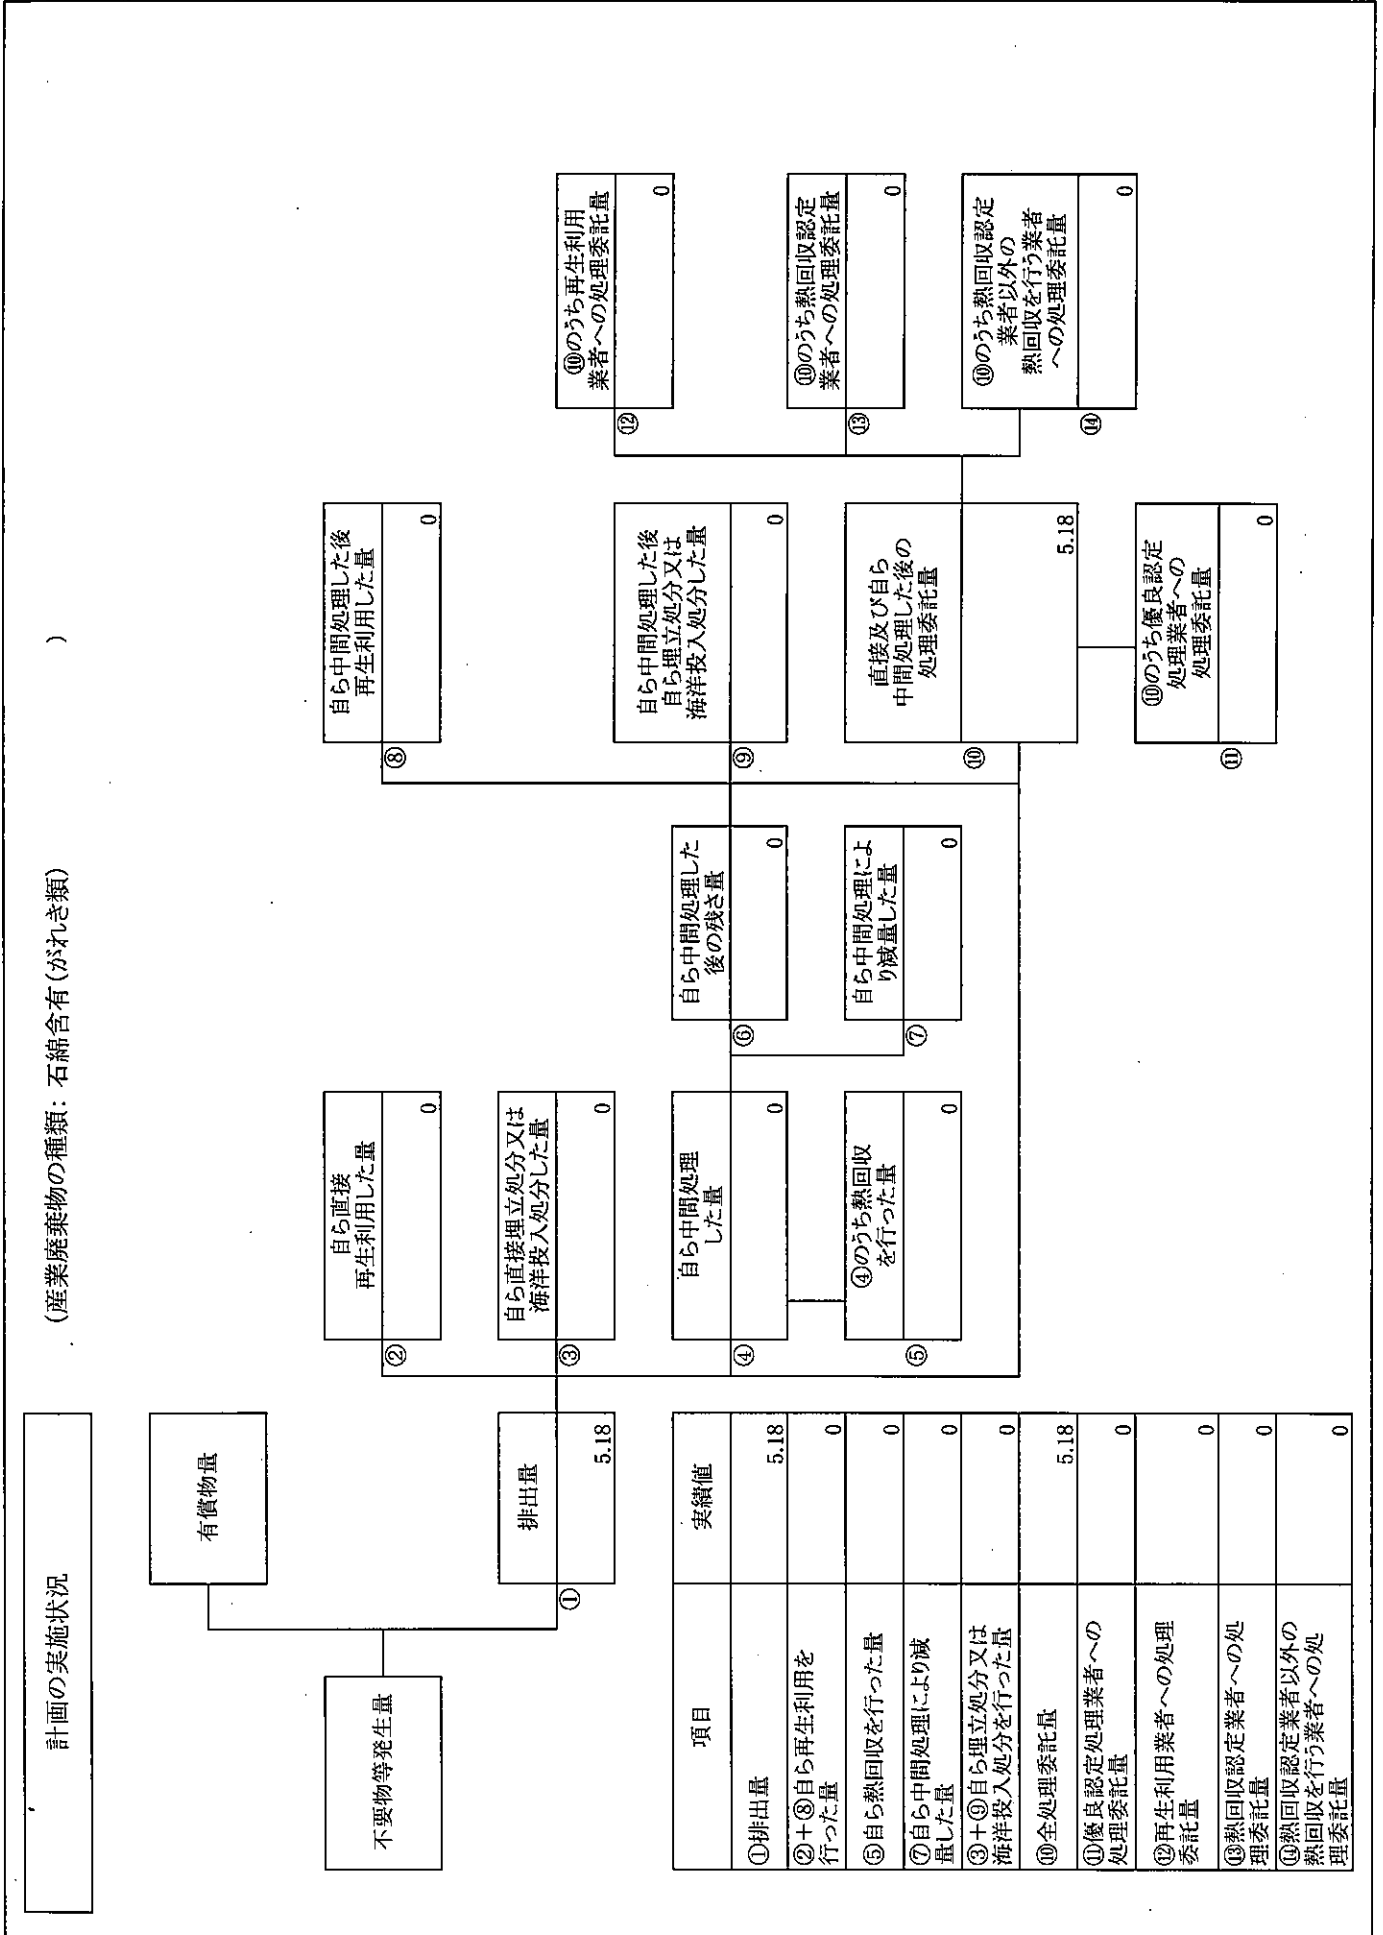 計画の実施状況
(産業廃棄物の種類: 石綿含有(がれき類) )
不要物等発生量
有償物量
①
排出量
5.18
②
自ら直接
再生利用した量
0
③
自ら直接埋立処分又は
海洋投入処分した量
0
④
自ら中間処理
した量
0
⑤
④のうち熱回収
を行った量
0
⑥
自ら中間処理した
後の残さ量
0
⑦
自ら中間処理によ
り減量した量
0
⑧
自ら中間処理した後
再生利用した量
0
⑨
自ら中間処理した後
自ら埋立処分又は
海洋投入処分した量
0
⑩
直接及び自ら
中間処理した後の
処理委託量
5.18
⑪
⑩のうち優良認定
処理業者への
処理委託量
0
⑫
⑩のうち再生利用
業者への処理委託量
0
⑬
⑩のうち熱回収認定
業者への処理委託量
0
⑭
⑩のうち熱回収認定
業者以外の
熱回収を行う業者
への処理委託量
0
項目 実績値
①排出量 5.18
②+⑧自ら再生利用を
行った量 0
⑤自ら熱回収を行った量 0
⑦自ら中間処理により減
量した量 0
③+⑨自ら埋立処分又は
海洋投入処分を行った量 0
⑩全処理委託量 5.18
⑪優良認定処理業者への
処理委託量 0
⑫再生利用業者への処理
委託量 0
⑬熱回収認定業者への処
理委託量 0
⑭熱回収認定業者以外の
熱回収を行う業者への処
理委託量 0